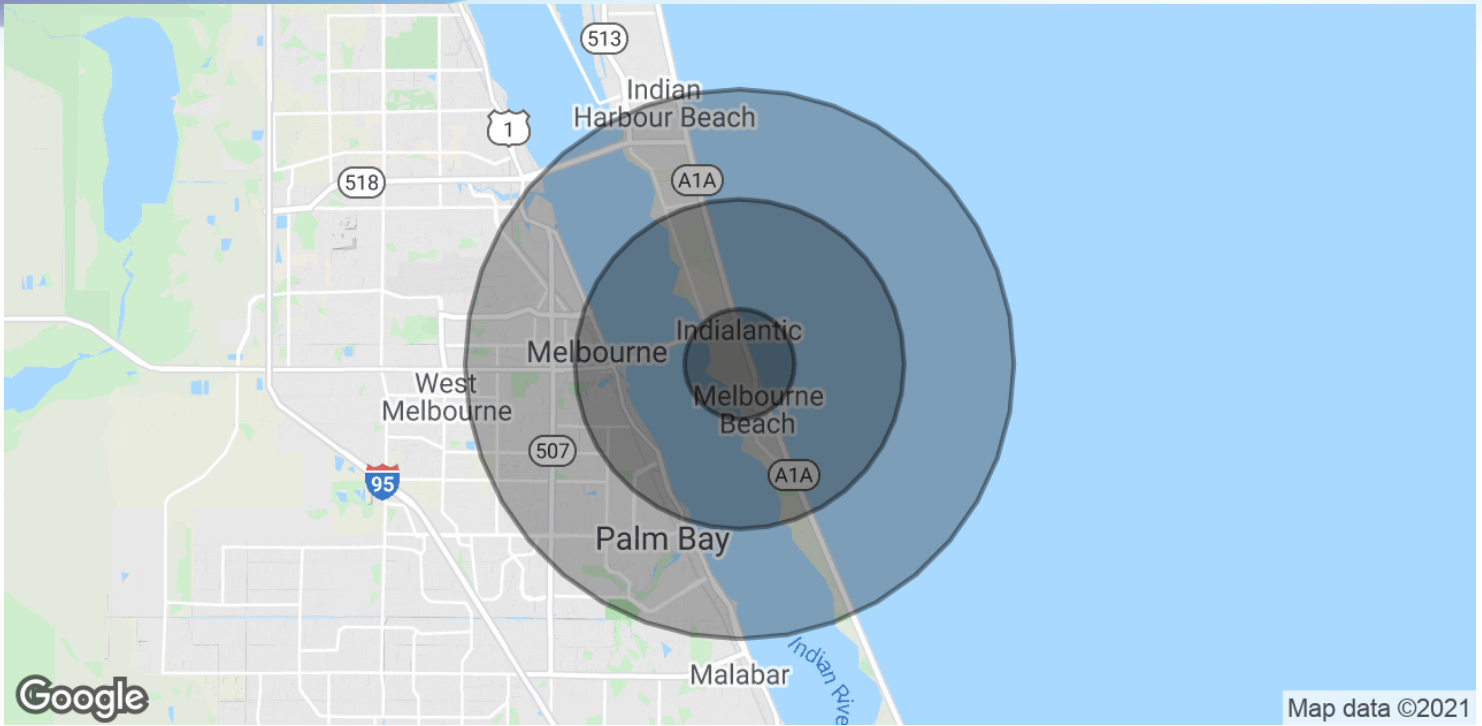 513
Indian
Harbour Beach
1
518
A1A
Indialantic
Melbourne
West
Melbourne
Melbourne
Beach
507
A1A
95
Palm Bay
Malabar
Indian Rive
Google
Map data ©2021